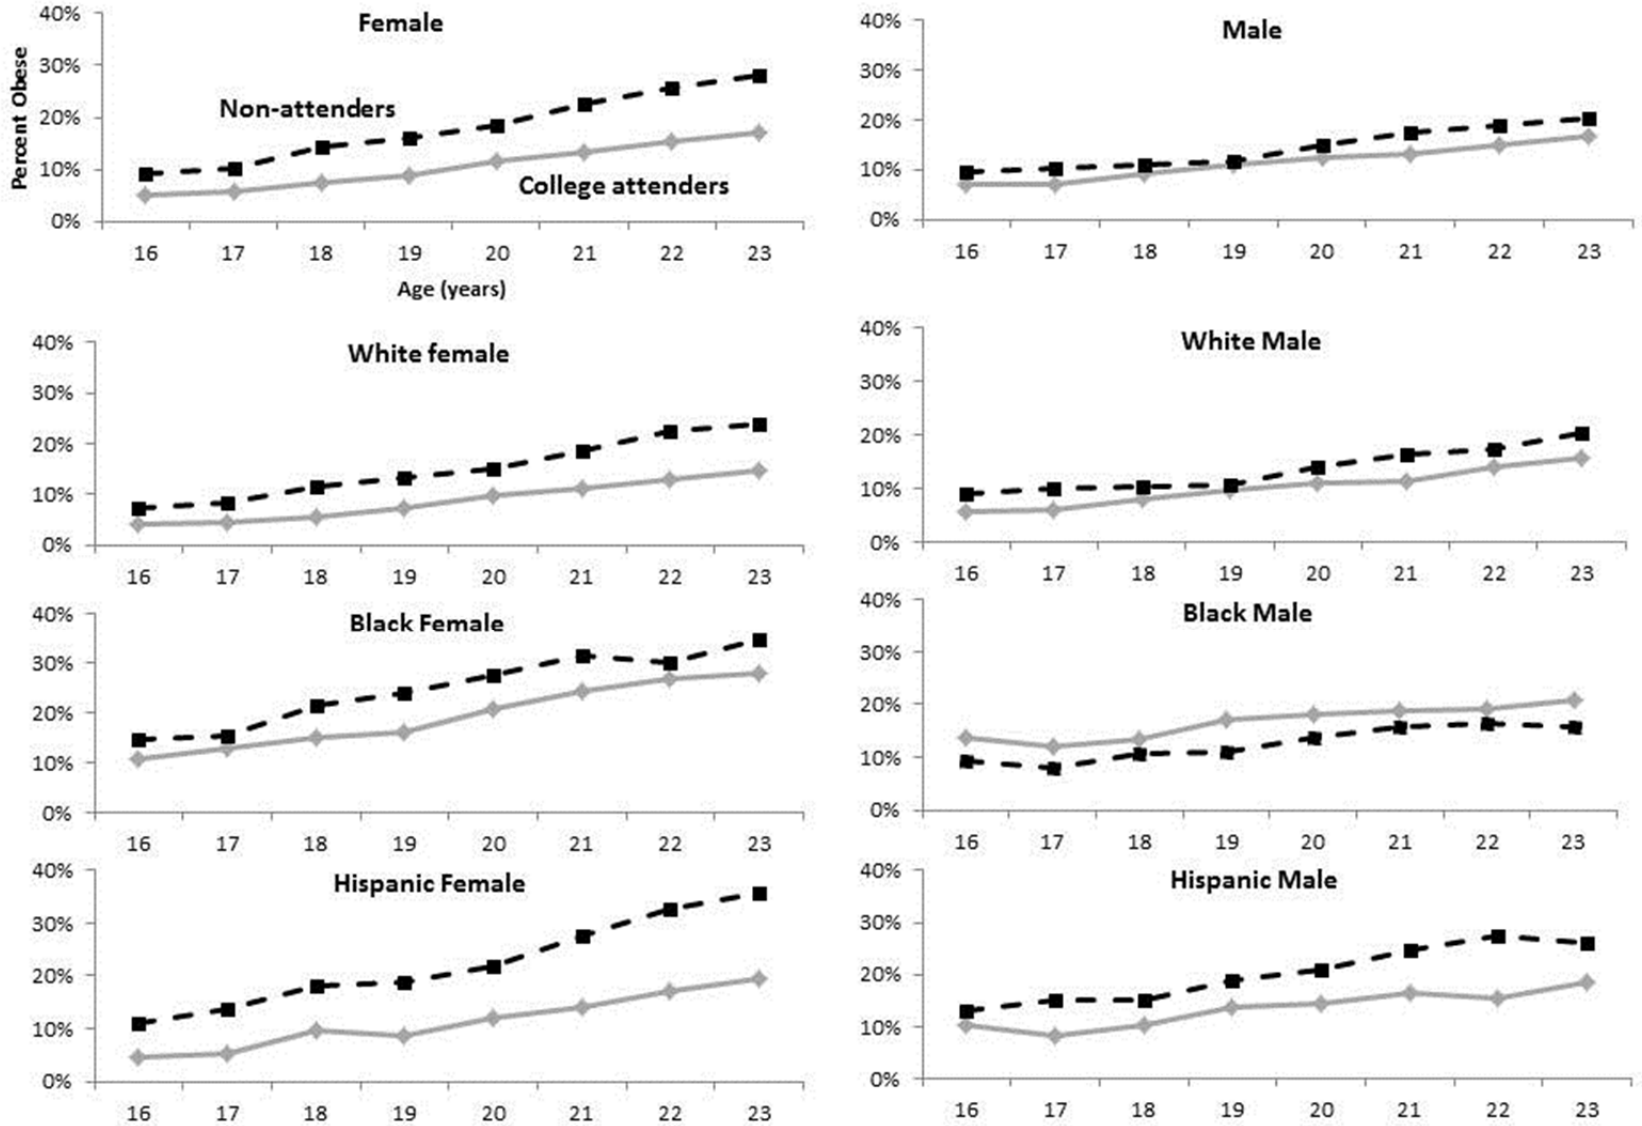 Female
Percent Obese
40%
30%
20%
10%
0%
Non-attenders
College attenders
16 17 18 19 20 21 22 23
Age (years)
Male
40%
30%
20%
10%
0%
16 17 18 19 20 21 22 23
White female
40%
30%
20%
10%
0%
16 17 18 19 20 21 22 23
White Male
40%
30%
20%
10%
0%
16 17 18 19 20 21 22 23
Black Female
40%
30%
20%
10%
0%
16 17 18 19 20 21 22 23
Black Male
40%
30%
20%
10%
0%
16 17 18 19 20 21 22 23
Hispanic Female
40%
30%
20%
10%
0%
16 17 18 19 20 21 22 23
Hispanic Male
40%
30%
20%
10%
0%
16 17 18 19 20 21 22 23